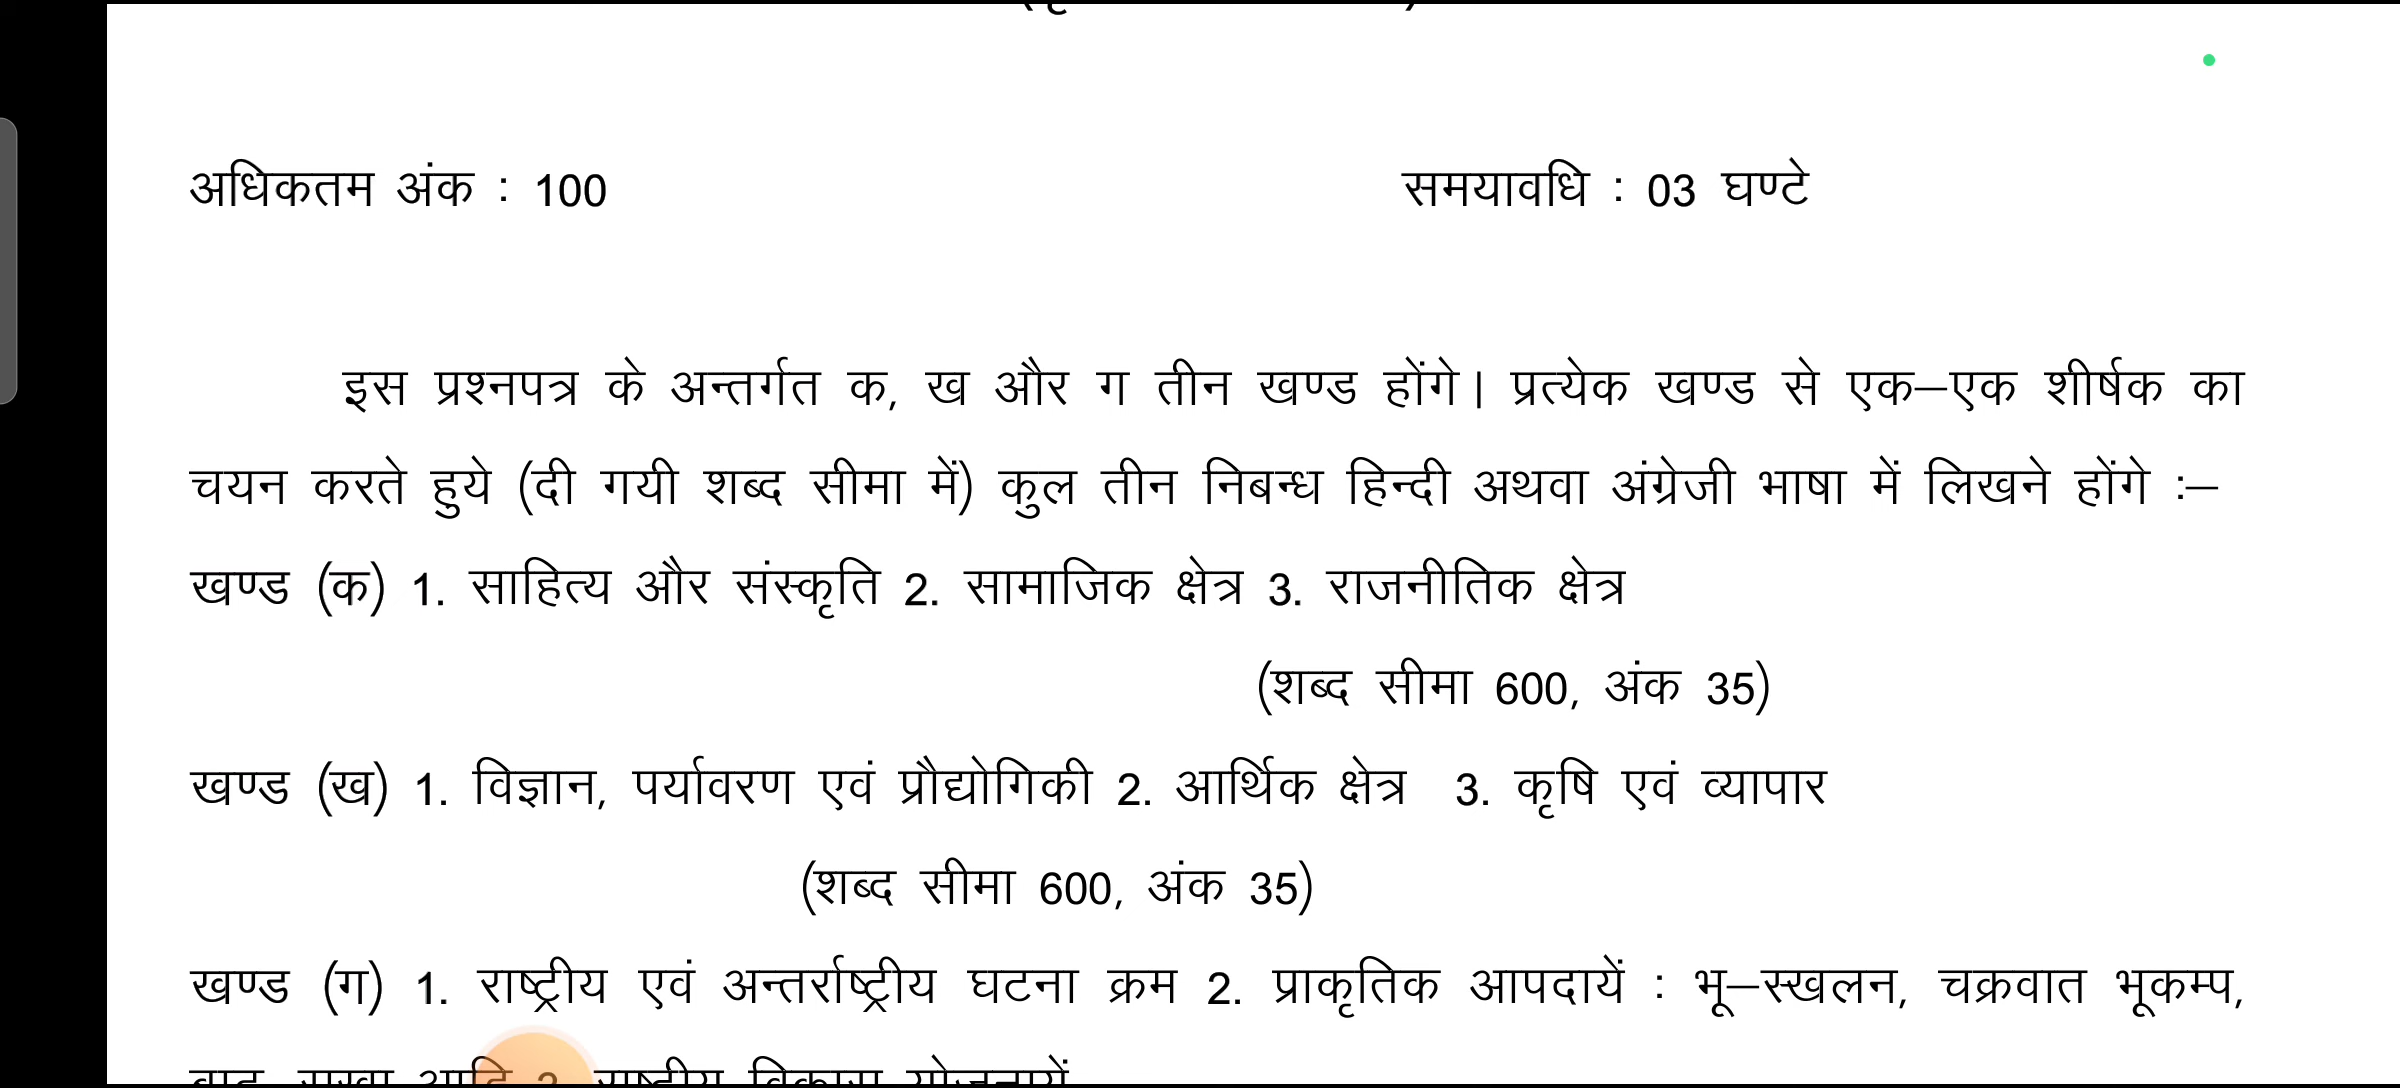 अधिकतम अंक : 100 समयावधि : 03 घण्टे
इस प्रश्नपत्र के अन्तर्गत क, ख और ग तीन खण्ड होंगे। प्रत्येक खण्ड से एक–एक शीर्षक का
चयन करते हुये (दी गयी शब्द सीमा में) कुल तीन निबन्ध हिन्दी अथवा अंग्रेजी भाषा में लिखने होंगे :–
खण्ड (क) 1. साहित्य और संस्कृति 2. सामाजिक क्षेत्र 3. राजनीतिक क्षेत्र
(शब्द सीमा 600, अंक 35)
खण्ड (ख) 1. विज्ञान, पर्यावरण एवं प्रौद्योगिकी 2. आर्थिक क्षेत्र 3. कृषि एवं व्यापार
(शब्द सीमा 600, अंक 35)
खण्ड (ग) 1. राष्ट्रीय एवं अन्तर्राष्ट्रीय घटना क्रम 2. प्राकृतिक आपदायें : भू–स्खलन, चक्रवात भूकम्प,
आदि राष्ट्रीय विकास योजनायें